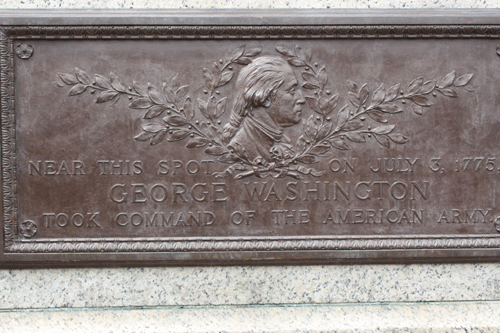 NEAR THIS SPOT ON JULY 3, 1775,
GEORGE WASHINGTON
TOOK COMMAND OF THE AMERICAN ARMY.